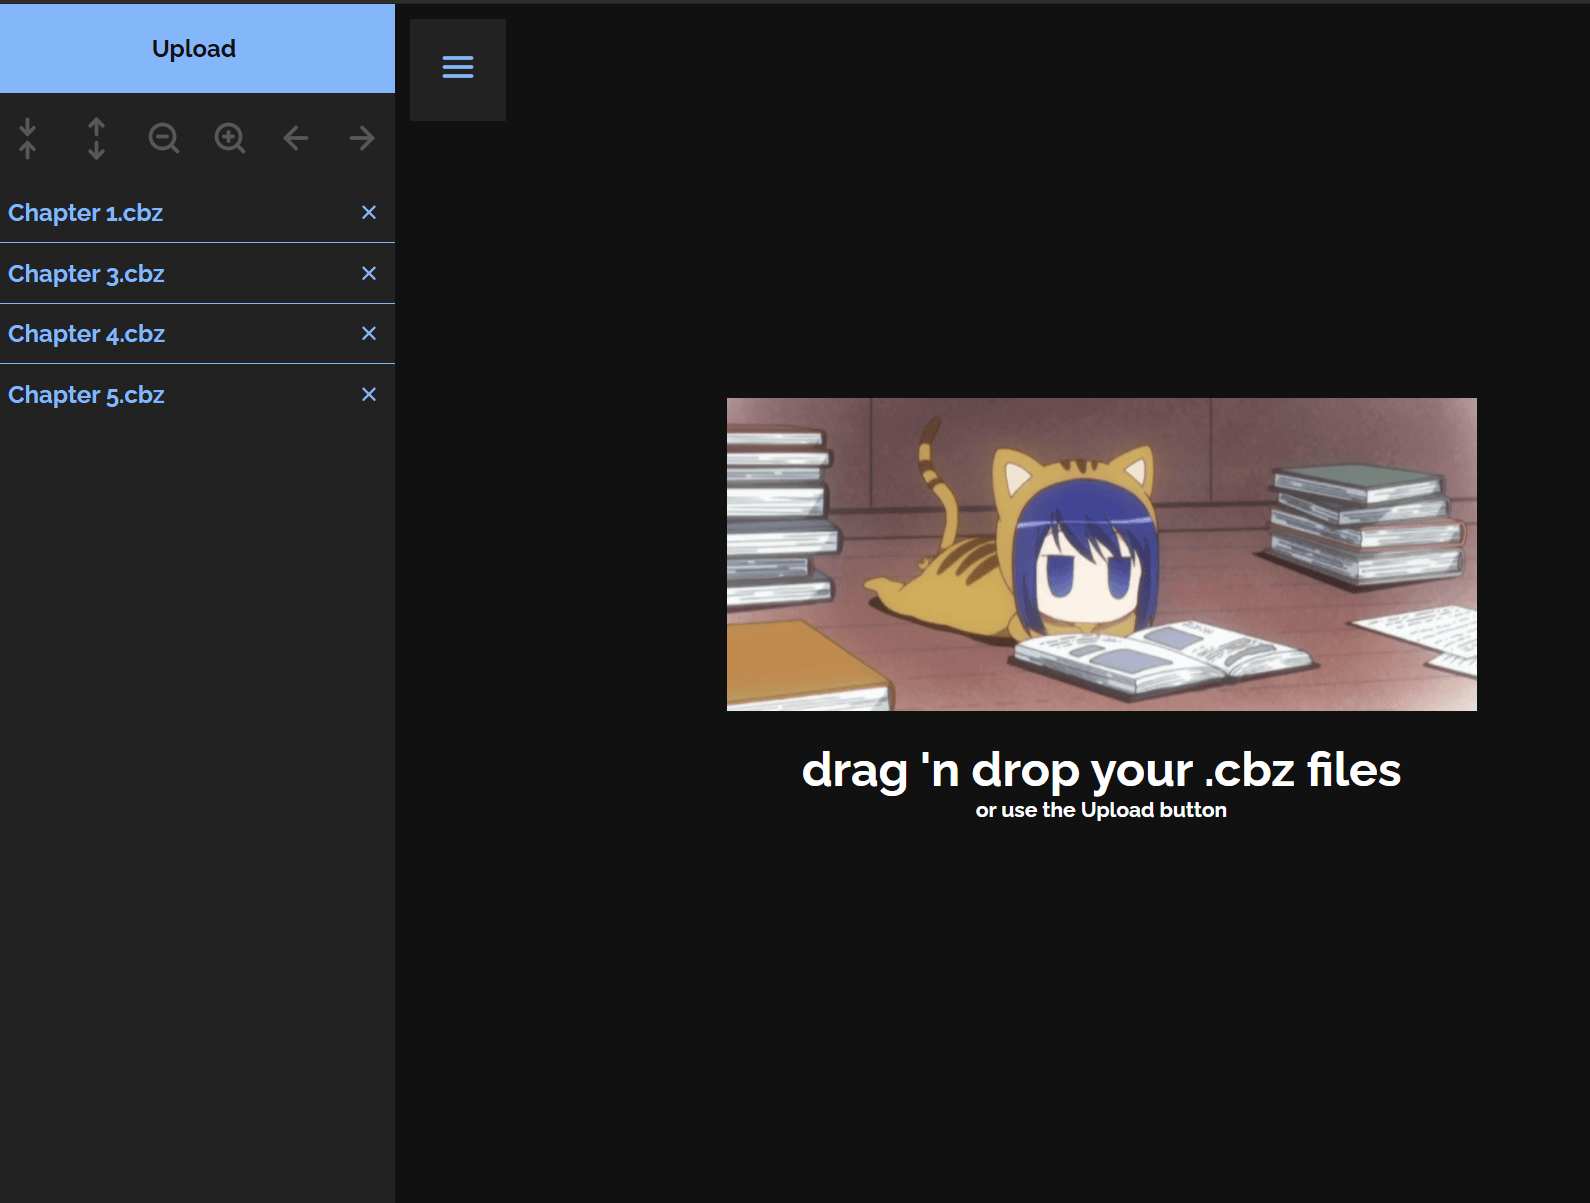 Upload
Chapter 1.cbz
Chapter 3.cbz
Chapter 4.cbz
Chapter 5.cbz
drag 'n drop your .cbz files
or use the Upload button